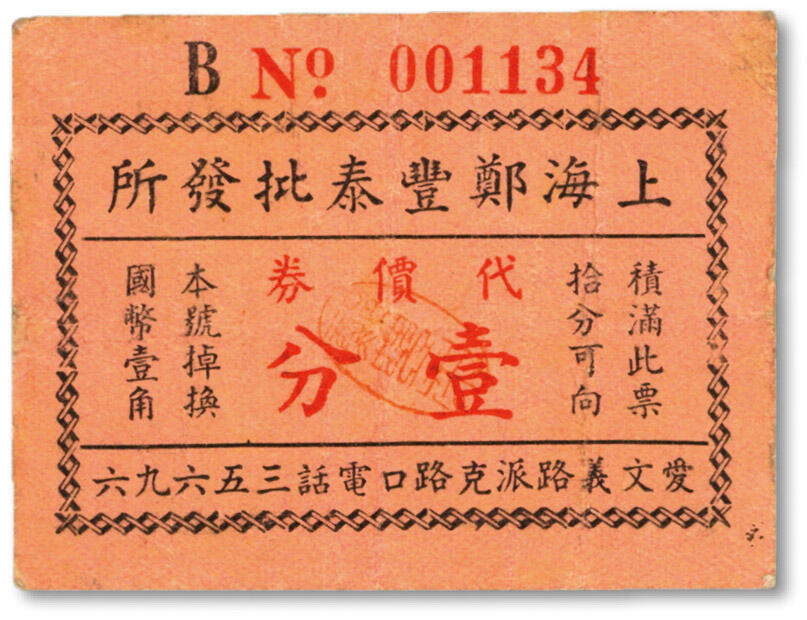 B Nº 001134
上海鄭豐泰批發所
代價券
壹分
積滿此票
拾分可向
本號掉換
國幣壹角
愛文義路派克路口電話三五六九六